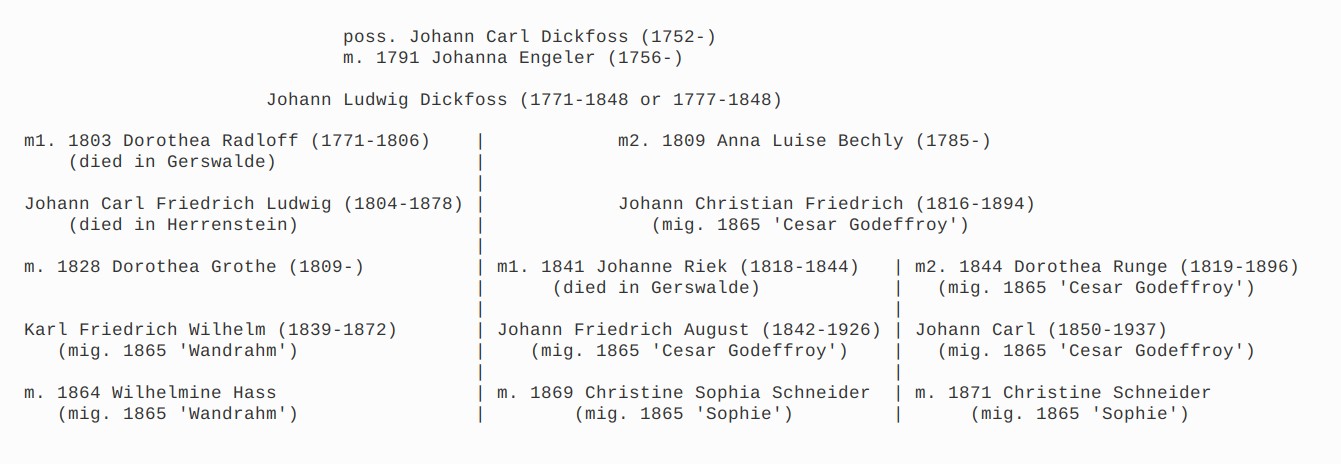 poss. Johann Carl Dickfoss (1752-)
m. 1791 Johanna Engeler (1756-)
Johann Ludwig Dickfoss (1771-1848 or 1777-1848)
m1. 1803 Dorothea Radloff (1771-1806) | m2. 1809 Anna Luise Bechly (1785-)
(died in Gerswalde) |
|
Johann Carl Friedrich Ludwig (1804-1878) | Johann Christian Friedrich (1816-1894)
(died in Herrenstein) | (mig. 1865 'Cesar Godeffroy')
|
m. 1828 Dorothea Grothe (1809-) | m1. 1841 Johanne Riek (1818-1844) | m2. 1844 Dorothea Runge (1819-1896)
| (died in Gerswalde) | (mig. 1865 'Cesar Godeffroy')
| |
Karl Friedrich Wilhelm (1839-1872) | Johann Friedrich August (1842-1926) | Johann Carl (1850-1937)
(mig. 1865 'Wandrahm') | (mig. 1865 'Cesar Godeffroy') | (mig. 1865 'Cesar Godeffroy')
| |
m. 1864 Wilhelmine Hass | m. 1869 Christine Sophia Schneider | m. 1871 Christine Schneider
(mig. 1865 'Wandrahm') | (mig. 1865 'Sophie') | (mig. 1865 'Sophie')